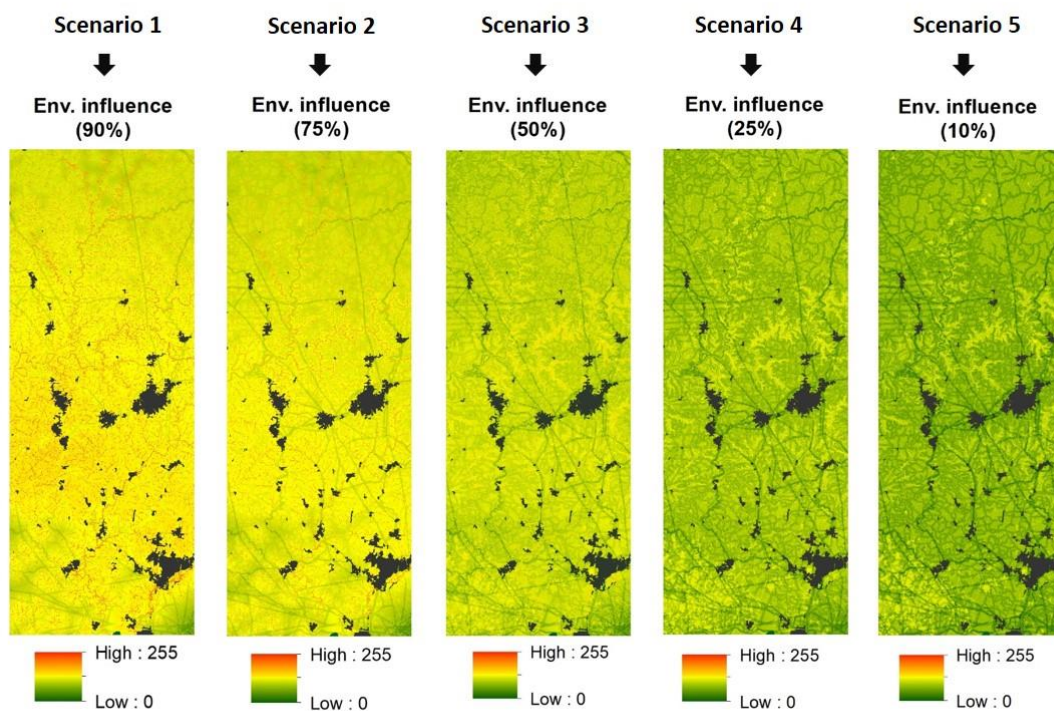 Scenario 1
Scenario 2
Scenario 3
Scenario 4
Scenario 5
Env. influence
(90%)
Env. influence
(75%)
Env. influence
(50%)
Env. influence
(25%)
Env. influence
(10%)
High : 255
Low : 0
High : 255
Low : 0
High : 255
Low : 0
High : 255
Low : 0
High : 255
Low : 0